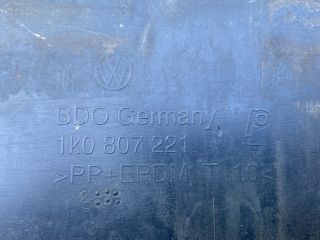 BDO Germany
1k0 807 221
>PP+EPDM T 10<